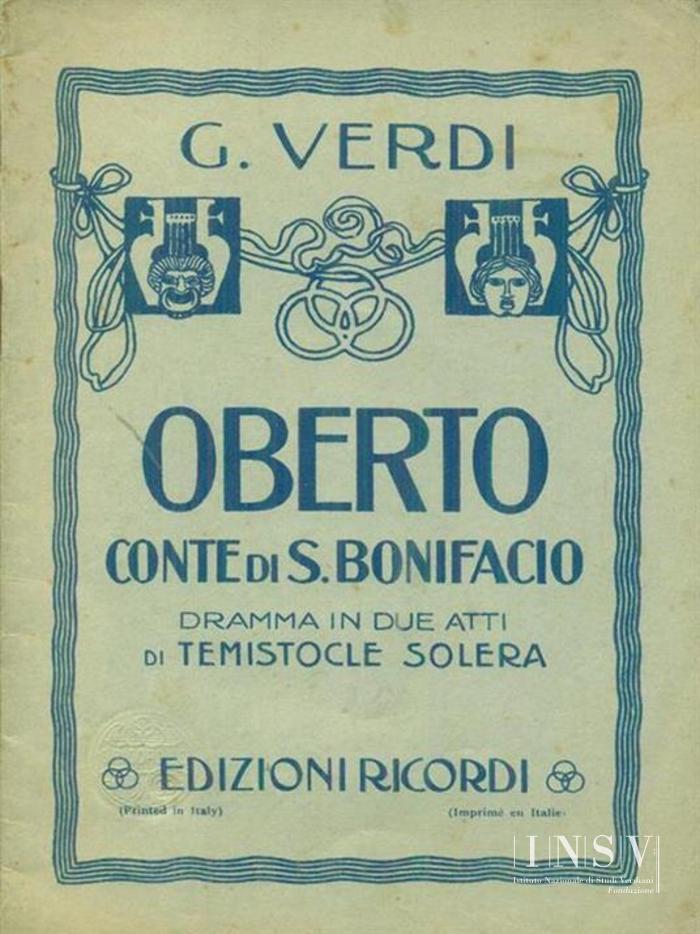 G. VERDI
OBERTO
CONTE DI S. BONIFACIO
DRAMMA IN DUE ATTI
DI TEMISTOCLE SOLERA
EDIZIONI RICORDI
(Printed in Italy) (Imprimé en Italie)
INSV
Istituto Nazionale di Studi Verdiani
Fondazione